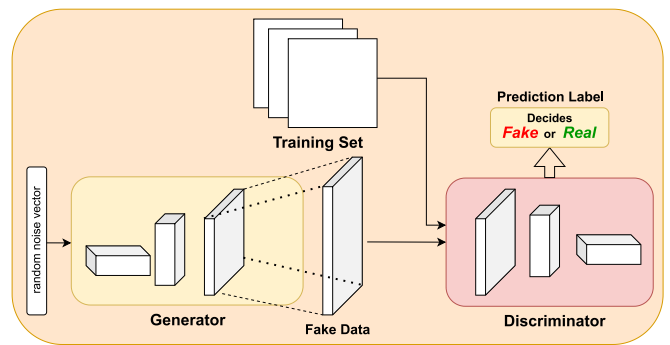 Training Set
Prediction Label
Decides
Fake or Real
random noise vector
Generator
Fake Data
Discriminator